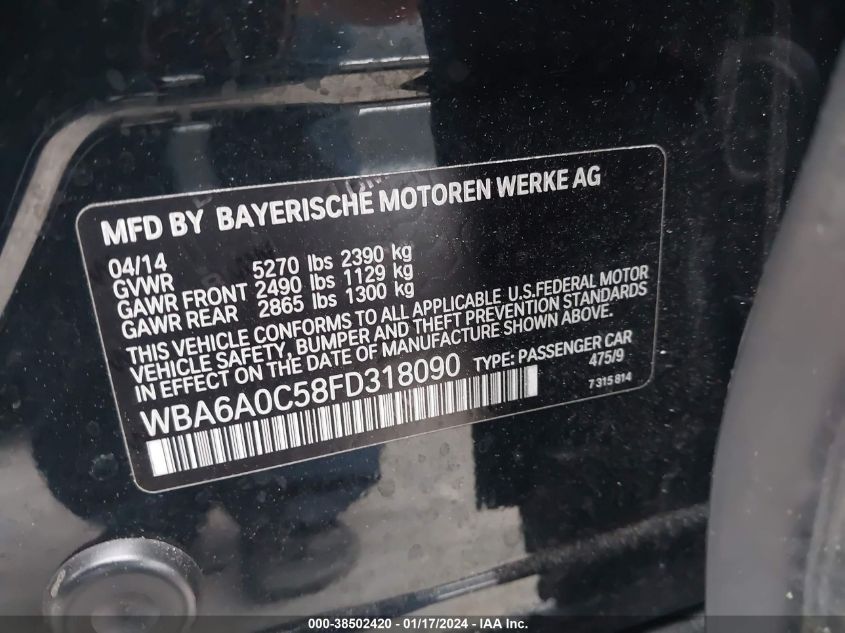 MFD BY BAYERISCHE MOTOREN WERKE AG
04/14
GVWR 5270 lbs 2390 kg
GAWR FRONT 2490 lbs 1129 kg
GAWR REAR 2865 lbs 1300 kg
THIS VEHICLE CONFORMS TO ALL APPLICABLE U.S.FEDERAL MOTOR
VEHICLE SAFETY, BUMPER AND THEFT PREVENTION STANDARDS
IN EFFECT ON THE DATE OF MANUFACTURE SHOWN ABOVE.
WBA6A0C58FD318090 TYPE: PASSENGER CAR
475/9
7 315 814
000-38502420 - 01/17/2024 - IAA Inc.